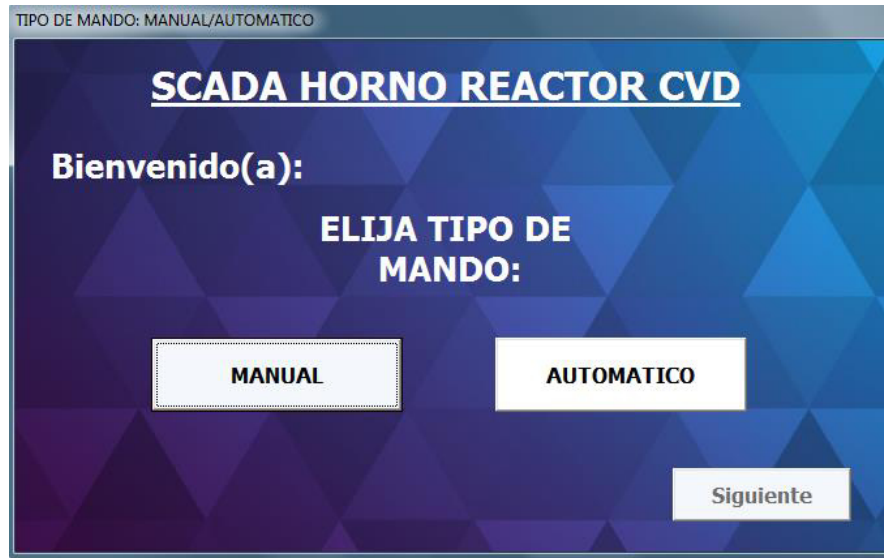 TIPO DE MANDO: MANUAL/AUTOMATICO
SCADA HORNO REACTOR CVD
Bienvenido(a):
ELIJA TIPO DE
MANDO:
MANUAL
AUTOMATICO
Siguiente